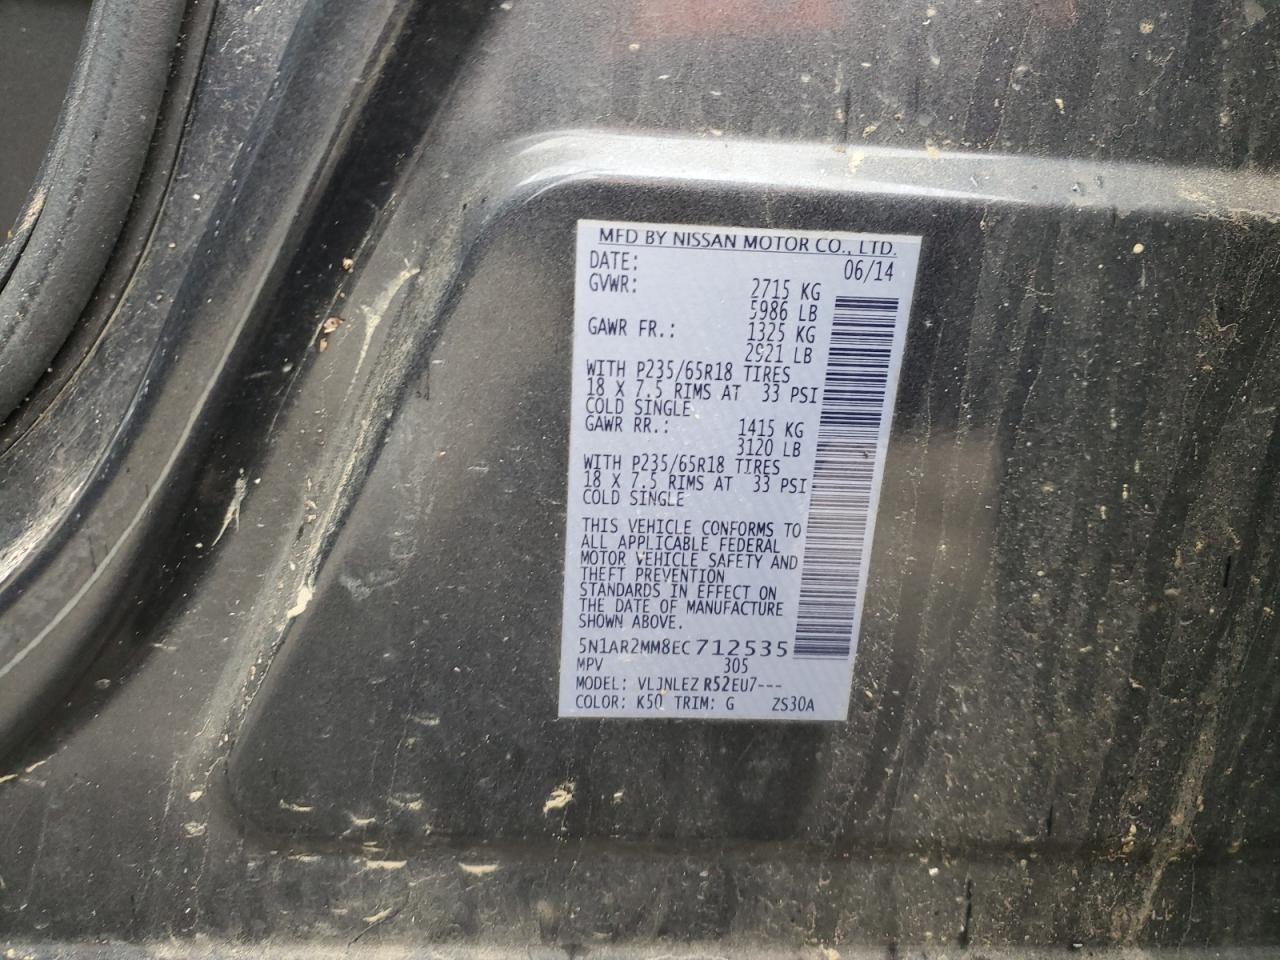 MFD BY NISSAN MOTOR CO., LTD.
DATE: 06/14
GVWR: 2715 KG
5986 LB
GAWR FR.: 1325 KG
2921 LB
WITH P235/65R18 TIRES
18 X 7.5 RIMS AT 33 PSI
COLD SINGLE
GAWR RR.: 1415 KG
3120 LB
WITH P235/65R18 TIRES
18 X 7.5 RIMS AT 33 PSI
COLD SINGLE
THIS VEHICLE CONFORMS TO
ALL APPLICABLE FEDERAL
MOTOR VEHICLE SAFETY AND
THEFT PREVENTION
STANDARDS IN EFFECT ON
THE DATE OF MANUFACTURE
SHOWN ABOVE.
5N1AR2MM8EC712535
MPV 305
MODEL: VLJNLEZ R52EU7---
COLOR: K50 TRIM: G ZS30A